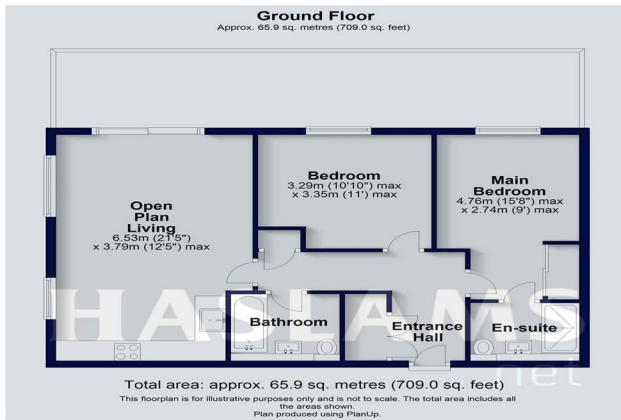 Ground Floor
Approx. 65.9 sq. metres (709.0 sq. feet)
Bedroom
3.29m (10'10") max
x 3.35m (11') max
Main
Bedroom
4.76m (15'8") max
x 2.74m (9') max
Open
Plan
Living
6.53m (21'5")
x 3.79m (12'5") max
HASLAMS
net
Bathroom
Entrance
Hall
En-suite
Total area: approx. 65.9 sq. metres (709.0 sq. feet)
This floorplan is for illustrative purposes only and is not to scale. The total area includes all
the areas shown.
Plan produced using PlanUp.